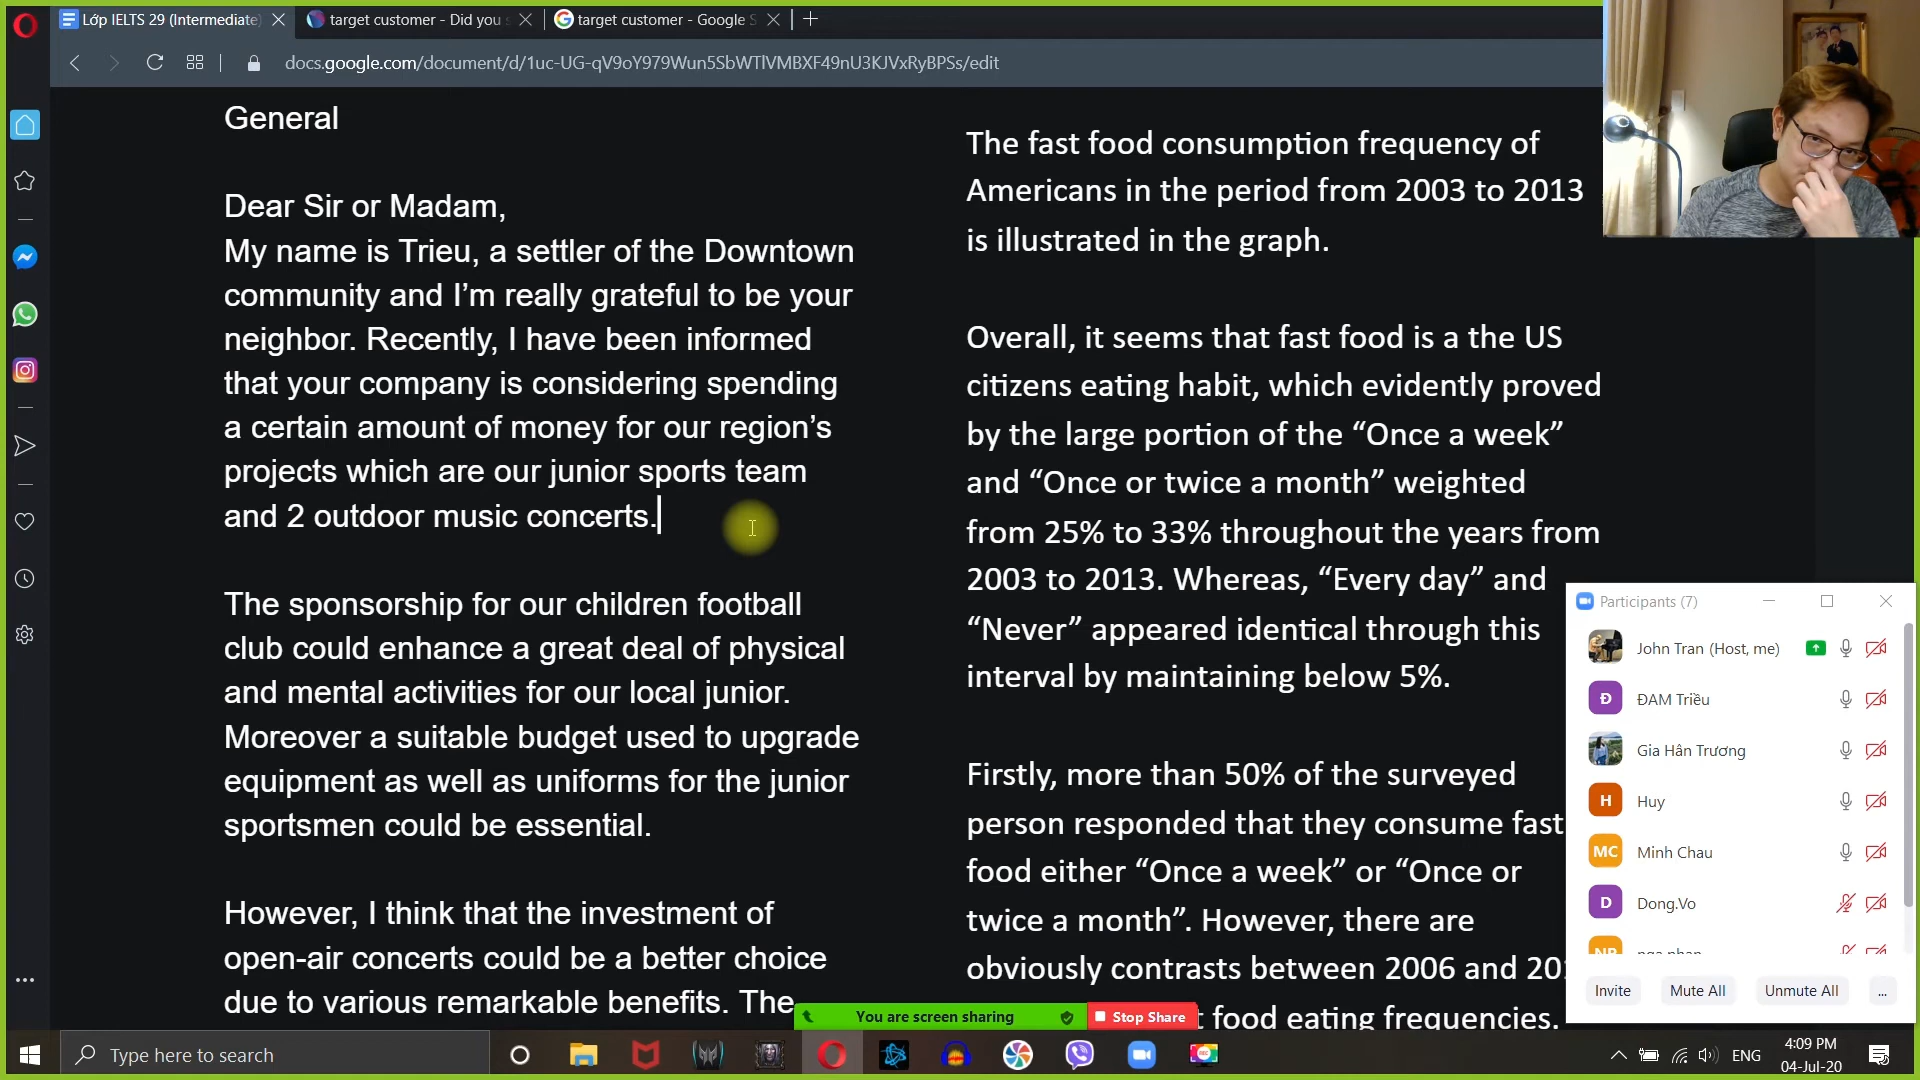 Lớp IELTS 29 (Intermediate)
target customer - Did you
target customer - Google S
docs.google.com/document/d/1uc-UG-qV9oY979Wun5SbWTlVMBXF49nU3KJVxRyBPSs/edit
General
Dear Sir or Madam,
My name is Trieu, a settler of the Downtown
community and I’m really grateful to be your
neighbor. Recently, I have been informed
that your company is considering spending
a certain amount of money for our region’s
projects which are our junior sports team
and 2 outdoor music concerts.
The sponsorship for our children football
club could enhance a great deal of physical
and mental activities for our local junior.
Moreover a suitable budget used to upgrade
equipment as well as uniforms for the junior
sportsmen could be essential.
However, I think that the investment of
open-air concerts could be a better choice
due to various remarkable benefits. The
The fast food consumption frequency of
Americans in the period from 2003 to 2013
is illustrated in the graph.
Overall, it seems that fast food is a the US
citizens eating habit, which evidently proved
by the large portion of the “Once a week”
and “Once or twice a month” weighted
from 25% to 33% throughout the years from
2003 to 2013. Whereas, “Every day” and
“Never” appeared identical through this
interval by maintaining below 5%.
Firstly, more than 50% of the surveyed
person responded that they consume fast
food either “Once a week” or “Once or
twice a month”. However, there are
obviously contrasts between 2006 and
food eating frequencies.
Participants (7)
John Tran (Host, me)
Đ
ĐAM Triều
Gia Hân Trương
H
Huy
MC
Minh Chau
D
Dong.Vo
Invite
Mute All
Unmute All
...
You are screen sharing
Stop Share
Type here to search
ENG
4:09 PM
04-Jul-20